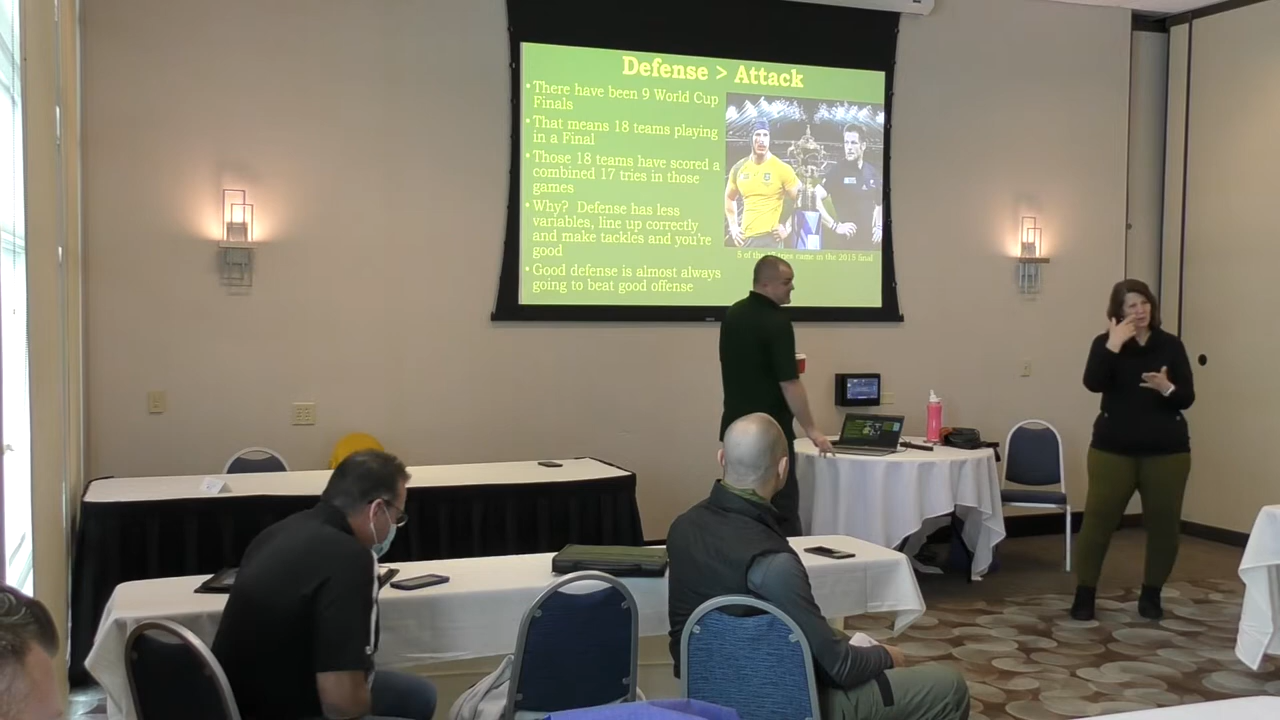 Defense > Attack
• There have been 9 World Cup
Finals
• That means 18 teams playing
in a Final
• Those 18 teams have scored a
combined 17 tries in those
games
• Why? Defense has less
variables, line up correctly
and make tackles and you're
good
• Good defense is almost always
going to beat good offense
5 of the 17 tries came in the 2015 final